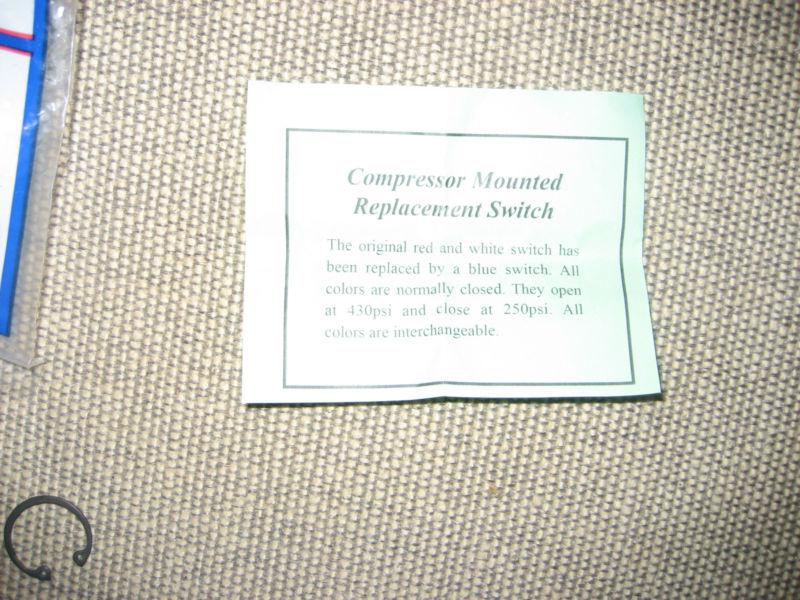 Compressor Mounted
Replacement Switch
The original red and white switch has
been replaced by a blue switch. All
colors are normally closed. They open
at 430psi and close at 250psi. All
colors are interchangeable.